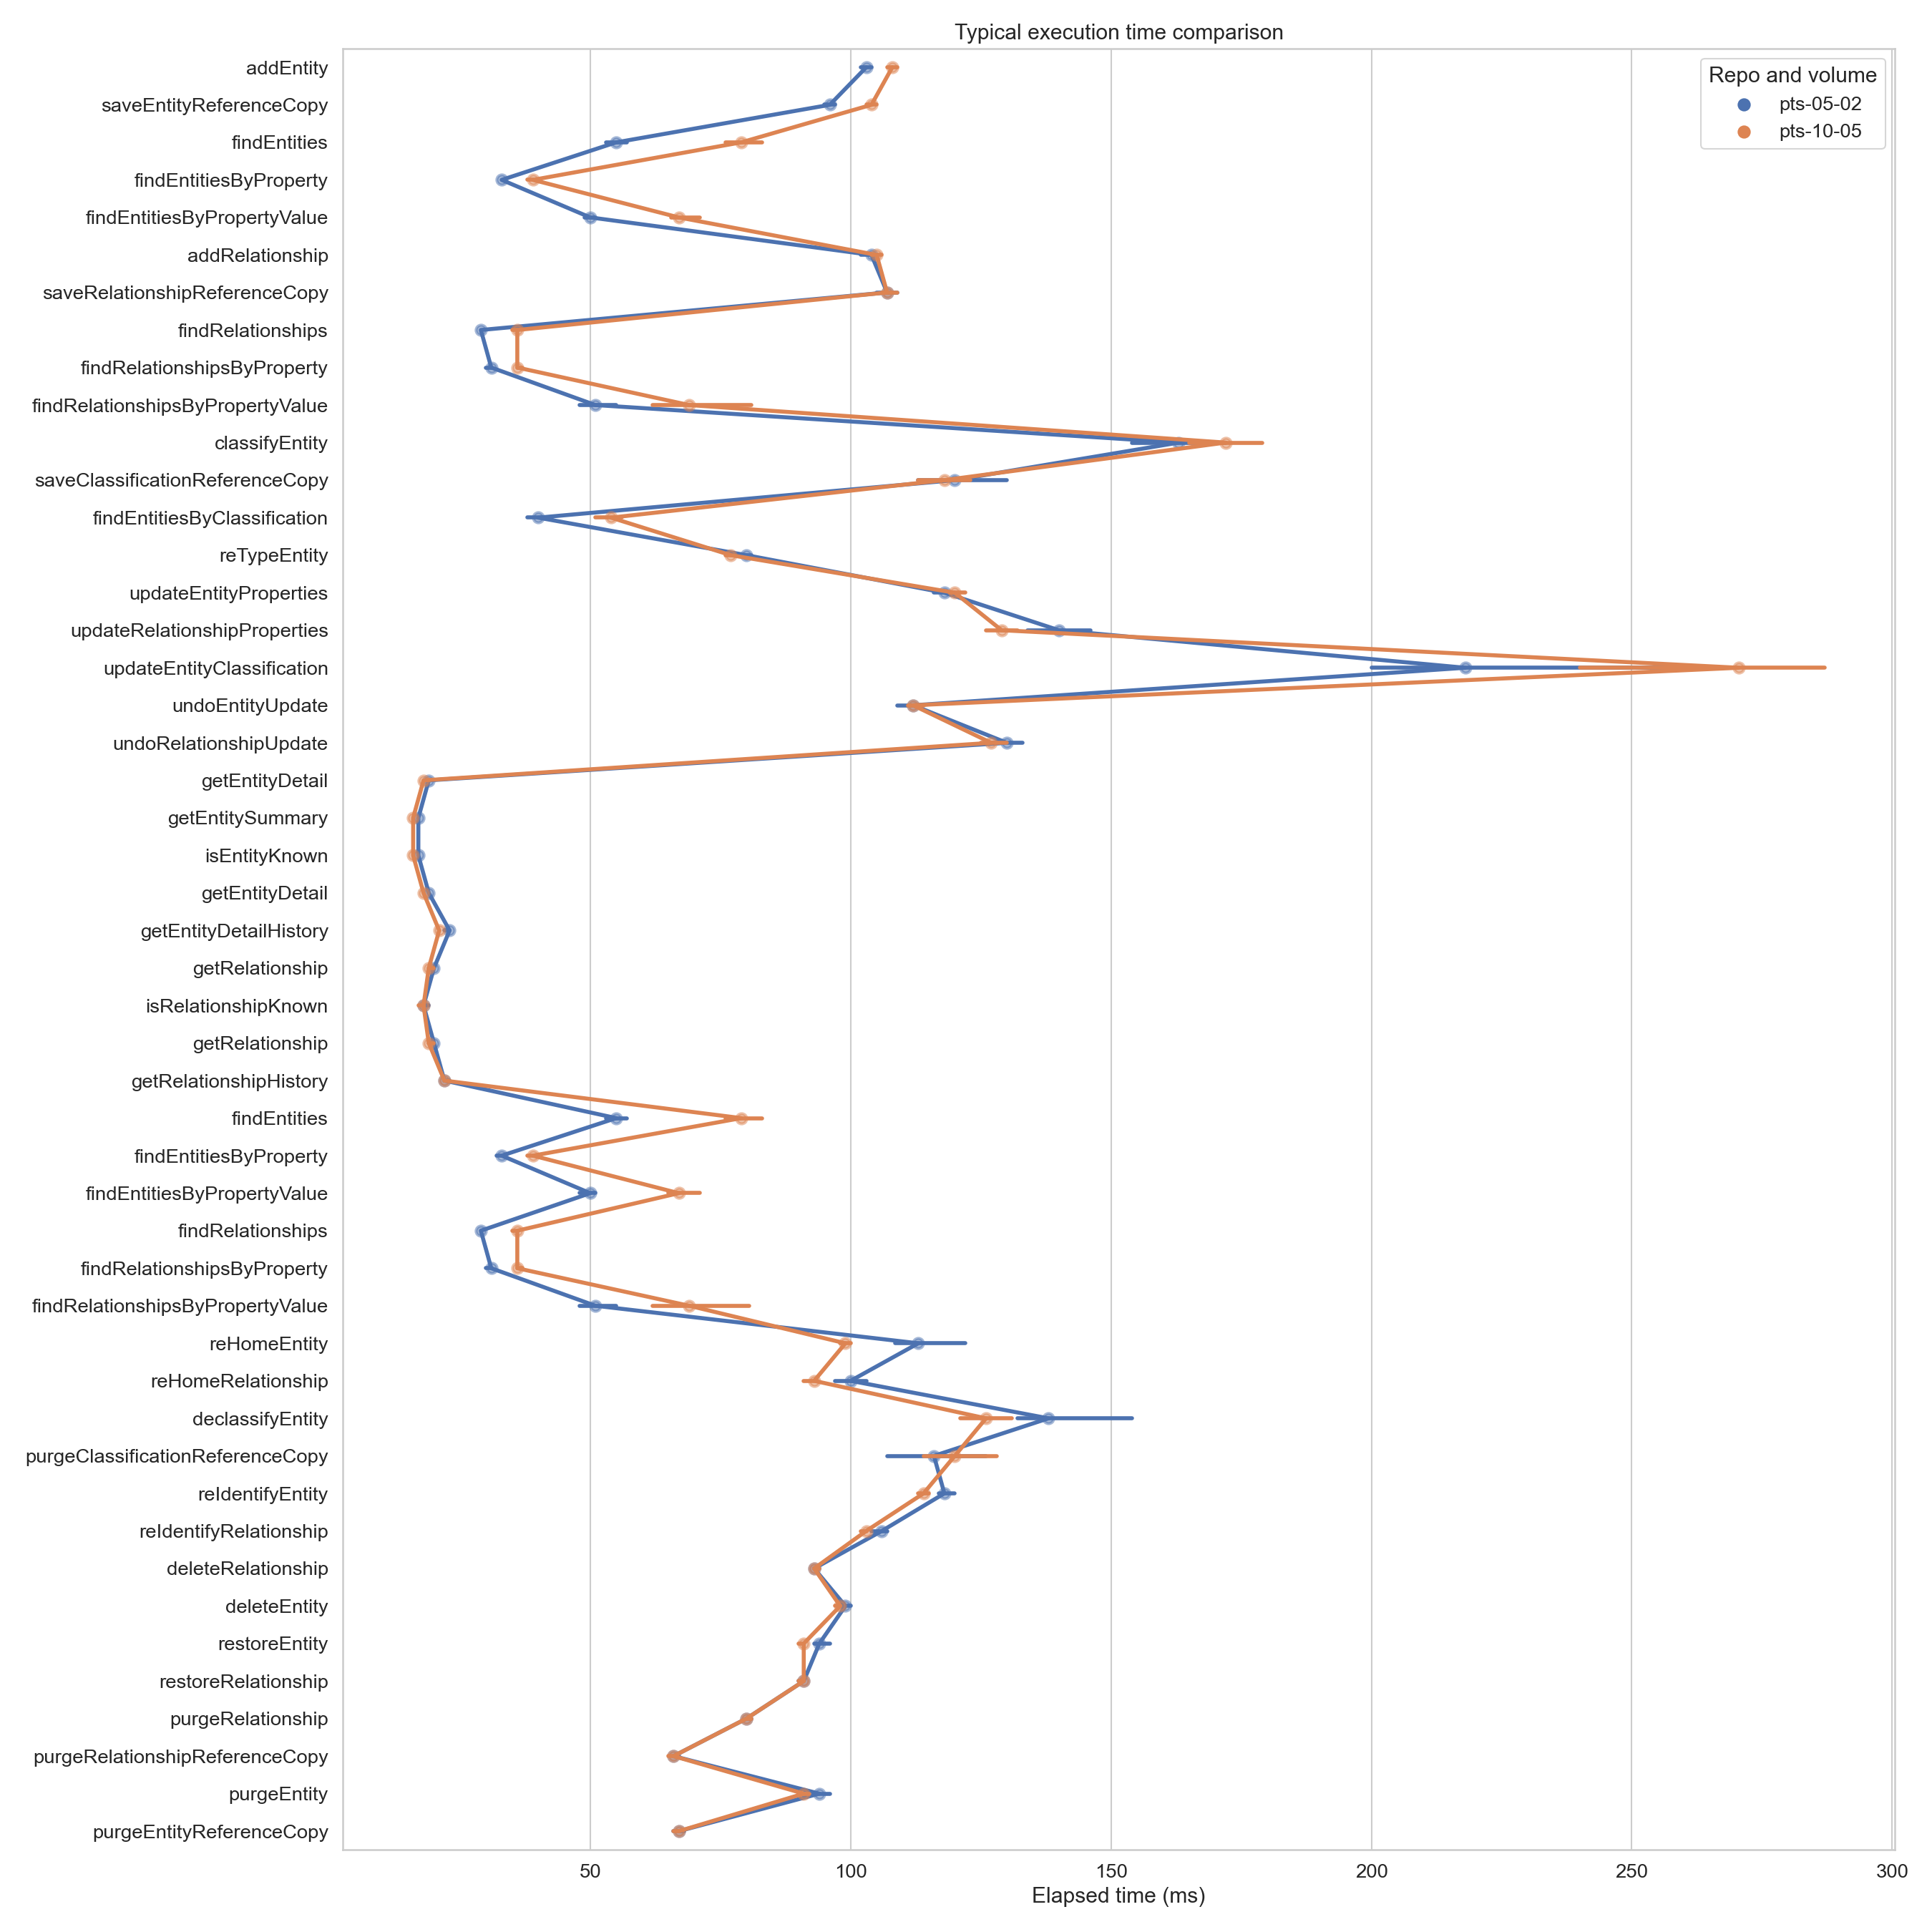 Typical execution time comparison
addEntity
saveEntityReferenceCopy
findEntities
findEntitiesByProperty
findEntitiesByPropertyValue
addRelationship
saveRelationshipReferenceCopy
findRelationships
findRelationshipsByProperty
findRelationshipsByPropertyValue
classifyEntity
saveClassificationReferenceCopy
findEntitiesByClassification
reTypeEntity
updateEntityProperties
updateRelationshipProperties
updateEntityClassification
undoEntityUpdate
undoRelationshipUpdate
getEntityDetail
getEntitySummary
isEntityKnown
getEntityDetail
getEntityDetailHistory
getRelationship
isRelationshipKnown
getRelationship
getRelationshipHistory
findEntities
findEntitiesByProperty
findEntitiesByPropertyValue
findRelationships
findRelationshipsByProperty
findRelationshipsByPropertyValue
reHomeEntity
reHomeRelationship
declassifyEntity
purgeClassificationReferenceCopy
reIdentifyEntity
reIdentifyRelationship
deleteRelationship
deleteEntity
restoreEntity
restoreRelationship
purgeRelationship
purgeRelationshipReferenceCopy
purgeEntity
purgeEntityReferenceCopy
Repo and volume
pts-05-02
pts-10-05
50 100 150 200 250 300
Elapsed time (ms)